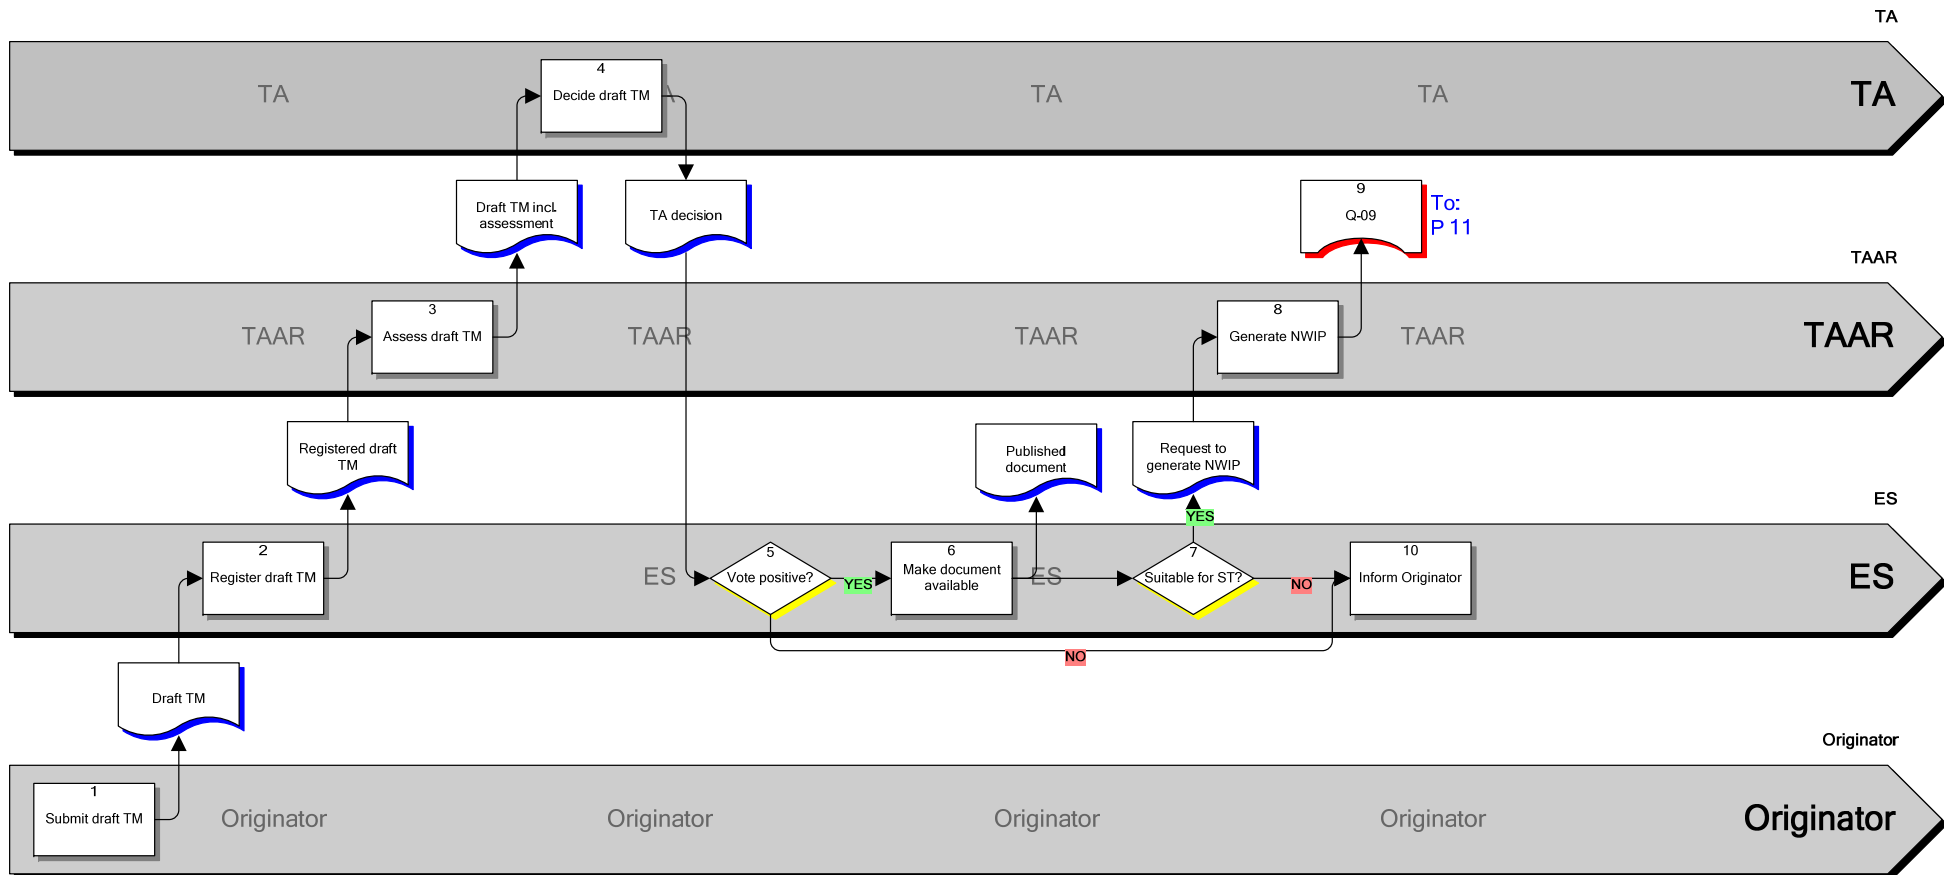 TA
4
Decide draft TM
TA
TA
TA
TA
Draft TM incl.
assessment
TA decision
9
Q-09
To:
P 11
TAAR
3
Assess draft TM
8
Generate NWIP
TAAR
TAAR
TAAR
TAAR
TAAR
Registered draft
TM
Published
document
Request to
generate NWIP
ES
YES
2
Register draft TM
ES
5
Vote positive?
YES
6
Make document
available
ES
7
Suitable for ST?
NO
10
Inform Originator
ES
NO
Draft TM
Originator
1
Submit draft TM
Originator
Originator
Originator
Originator
Originator